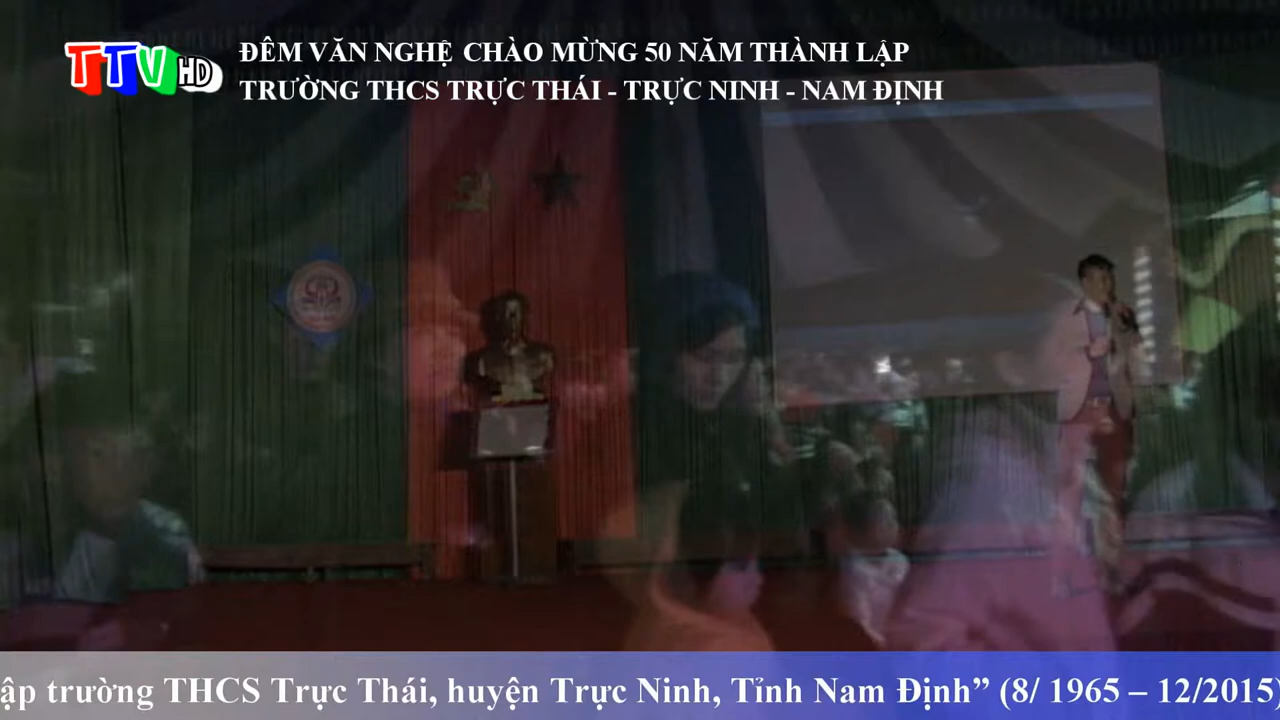 TTV HD
ĐÊM VĂN NGHỆ CHÀO MỪNG 50 NĂM THÀNH LẬP
TRƯỜNG THCS TRỰC THÁI - TRỰC NINH - NAM ĐỊNH
ập trường THCS Trực Thái, huyện Trực Ninh, Tỉnh Nam Định” (8/ 1965 – 12/2015)